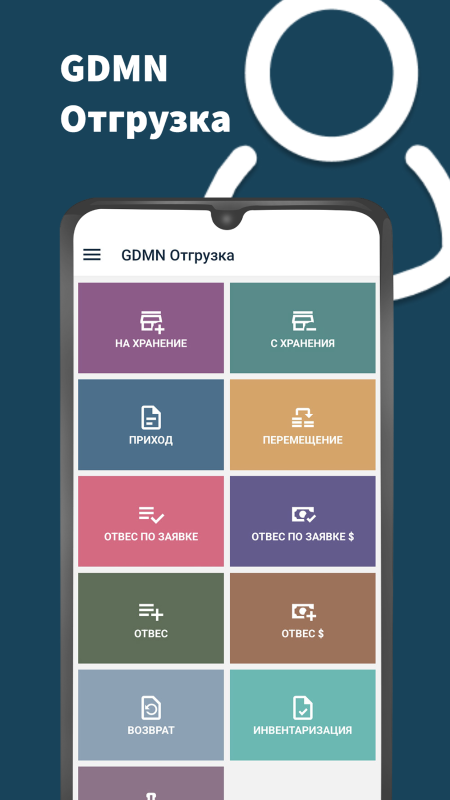 GDMN
Отгрузка
GDMN Отгрузка
НА ХРАНЕНИЕ
С ХРАНЕНИЯ
ПРИХОД
ПЕРЕМЕЩЕНИЕ
ОТВЕС ПО ЗАЯВКЕ
ОТВЕС ПО ЗАЯВКЕ $
ОТВЕС
ОТВЕС $
ВОЗВРАТ
ИНВЕНТАРИЗАЦИЯ